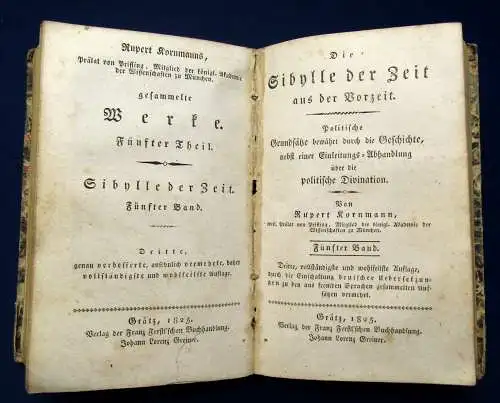 Rupert Kornmanns,
Prälat von Prifling, Mitglied der königl. Akademie
der Wissenschaften zu München.
gesammelte
Werke.
Fünfter Theil.
Sibylle der Zeit.
Fünfter Band.
Dritte,
genau verbesserte, ansehnlich vermehrte, daher
vollständigste und wohlfeilste Auflage.
Grätz, 1825.
Verlag der Franz Ferstl'schen Buchhandlung.
Johann Lorenz Greiner.
Die
Sibylle der Zeit
aus der Vorzeit.
Politische
Grundsätze bewährt durch die Geschichte,
nebst einer Einleitungs-Abhandlung
über die
politische Divination.
Von
Rupert Kornmann,
weil. Prälat von Prifling, Mitglied der königl. Akademie der
Wissenschaften zu München.
Fünfter Band.
Dritte, vollständigste und wohlfeilste Auflage,
durch die Einschaltung deutscher Uebersetzun-
gen zu den aus fremden Sprachen gesammelten Auf-
sätzen vermehrt.
Grätz, 1825.
Verlag der Franz Ferstl'schen Buchhandlung.
Johann Lorenz Greiner.